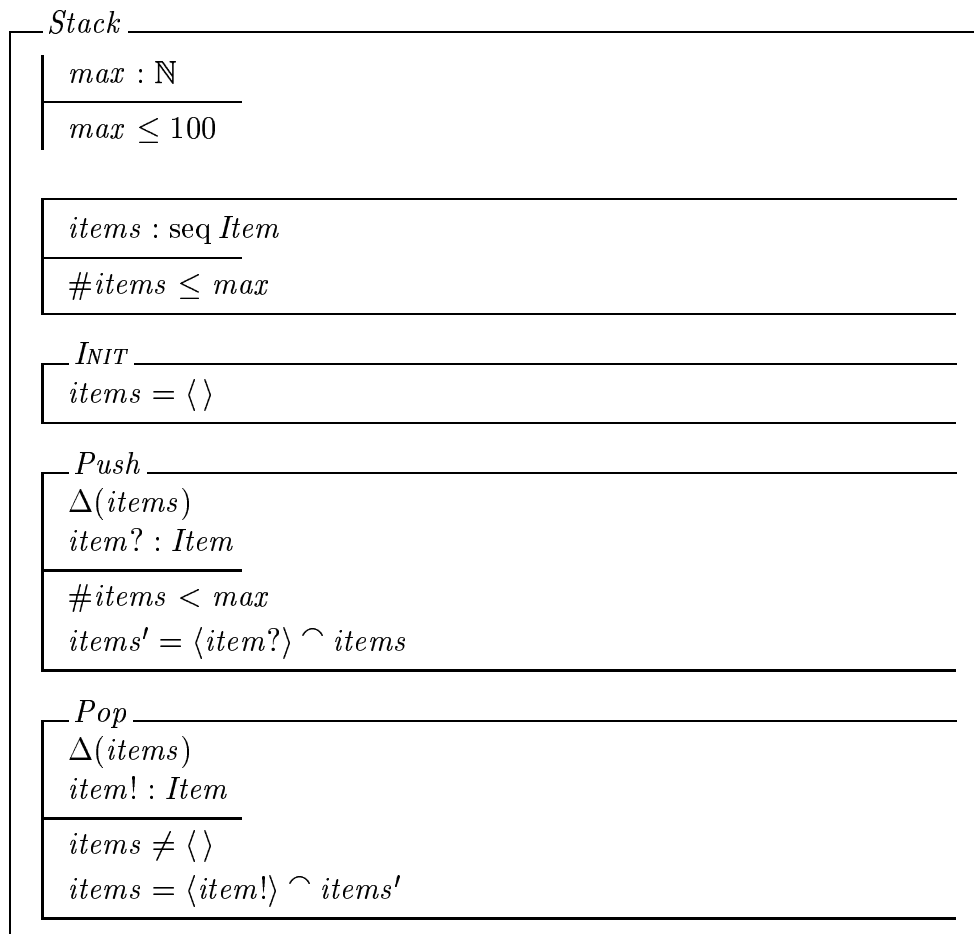 Stack
max : ℕ
max ≤ 100
items : seq Item
#items ≤ max
INIT
items = ⟨ ⟩
Push
Δ(items)
item? : Item
#items < max
items′ = ⟨item?⟩ ⌢ items
Pop
Δ(items)
item! : Item
items ≠ ⟨ ⟩
items = ⟨item!⟩ ⌢ items′